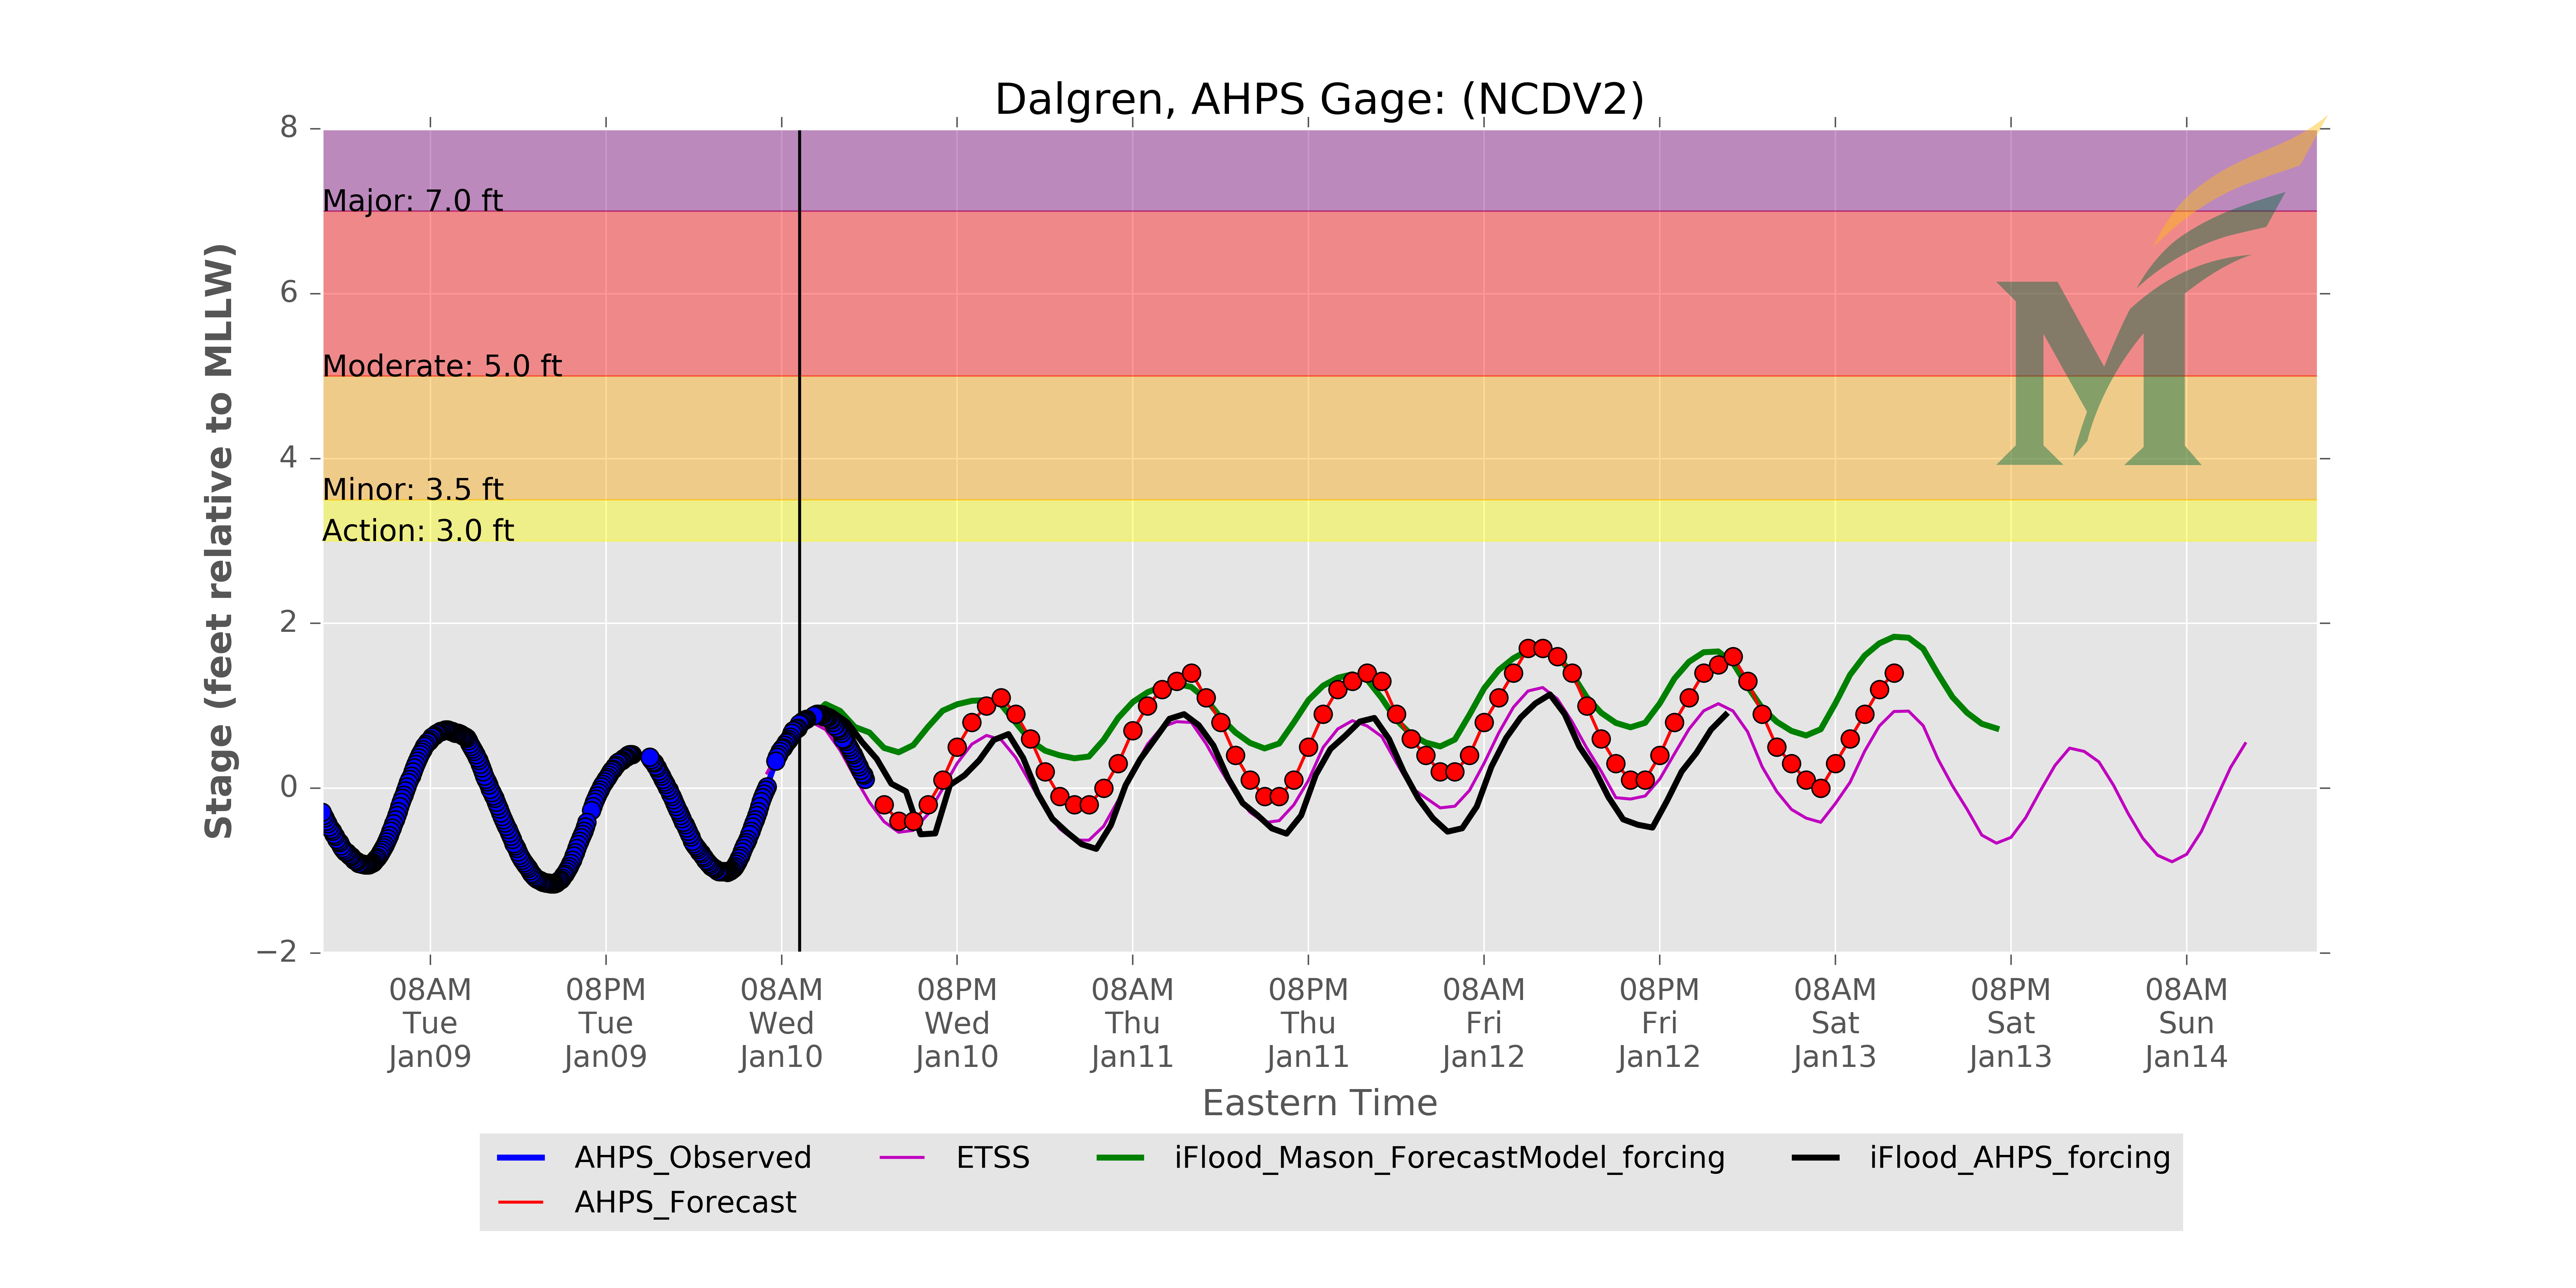 Dalgren, AHPS Gage: (NCDV2)
8
Major: 7.0 ft
6
Moderate: 5.0 ft
4
Minor: 3.5 ft
Action: 3.0 ft
2
0
−2
Stage (feet relative to MLLW)
08AM 08PM 08AM 08PM 08AM 08PM 08AM 08PM 08AM 08PM 08AM
Tue Tue Wed Wed Thu Thu Fri Fri Sat Sat Sun
Jan09 Jan09 Jan10 Jan10 Jan11 Jan11 Jan12 Jan12 Jan13 Jan13 Jan14
Eastern Time
AHPS_Observed ETSS iFlood_Mason_ForecastModel_forcing iFlood_AHPS_forcing
AHPS_Forecast
M